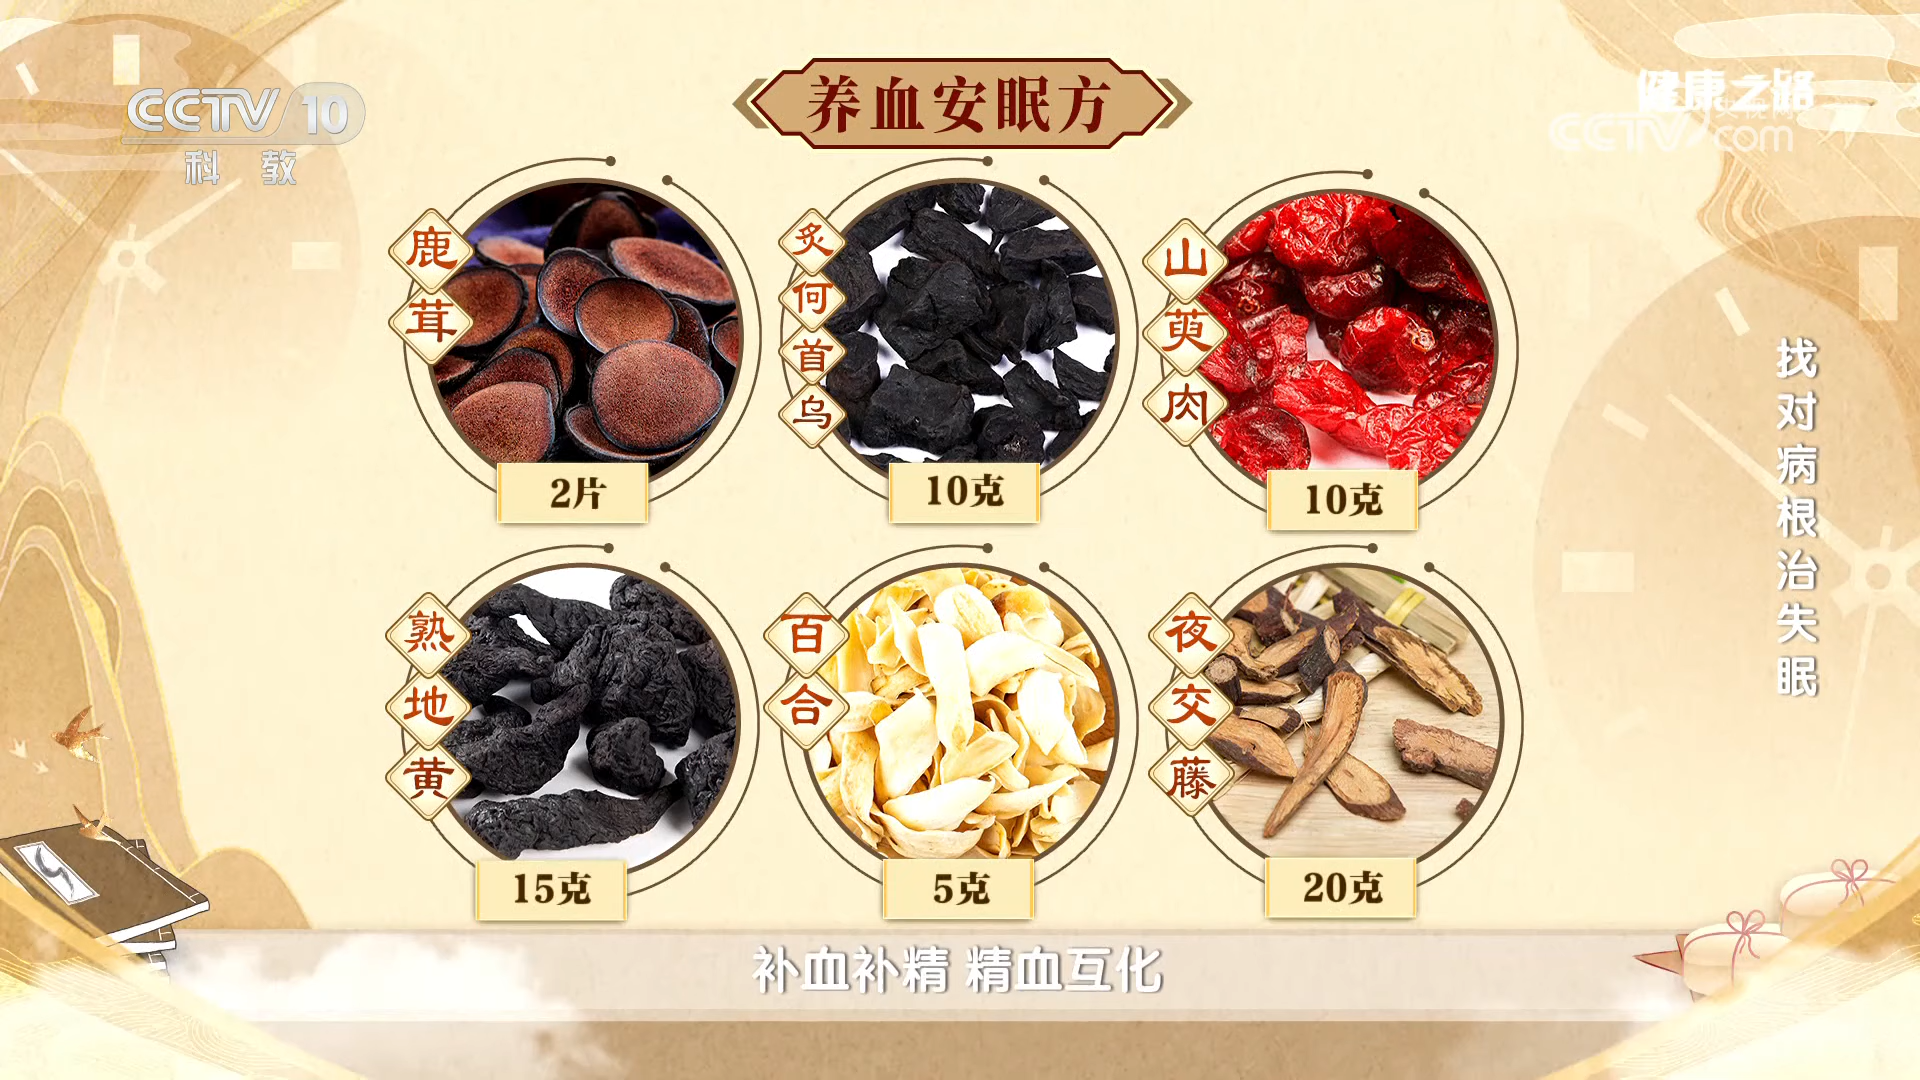 CCTV 10
科教
养血安眠方
健康之路
CCTV.com
鹿茸
2片
炙何首乌
10克
山萸肉
10克
熟地黄
15克
百合
5克
夜交藤
20克
找对病根治失眠
补血补精 精血互化